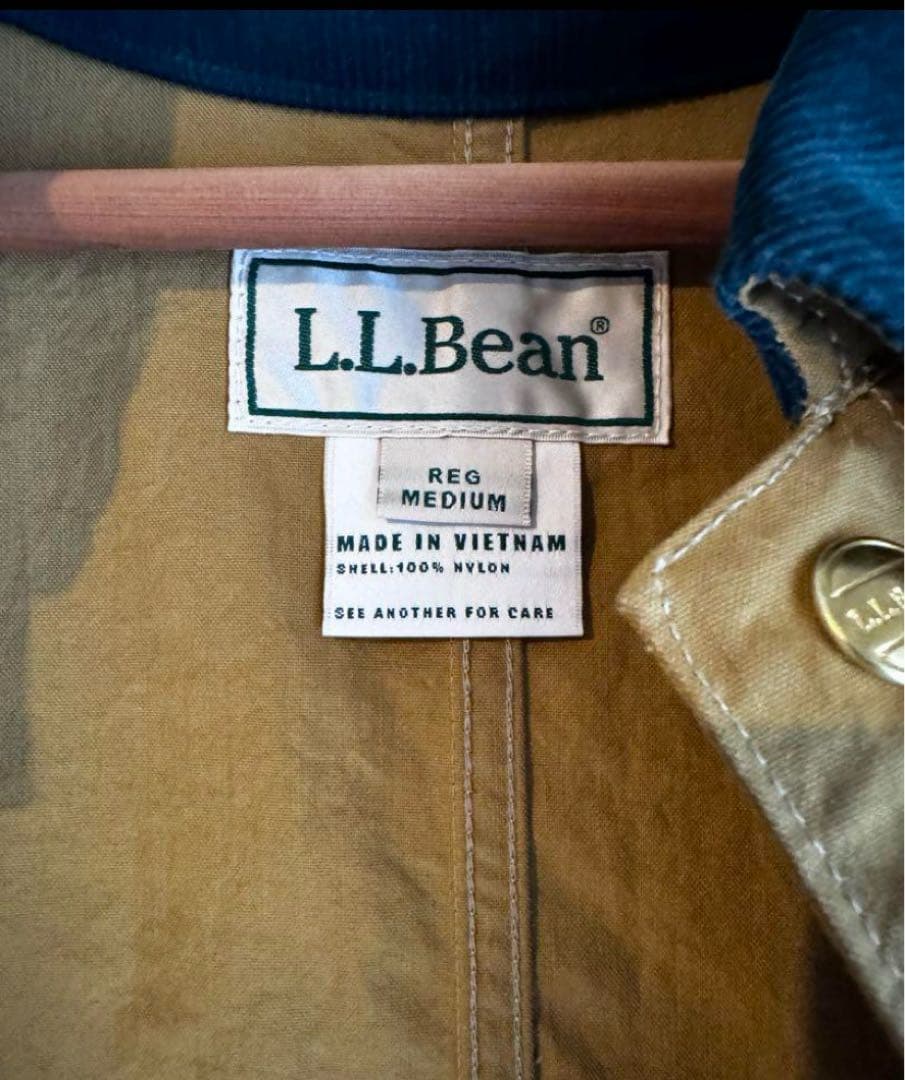 L.L.Bean®
REG
MEDIUM
MADE IN VIETNAM
SHELL:100% NYLON
SEE ANOTHER FOR CARE
L.L.B